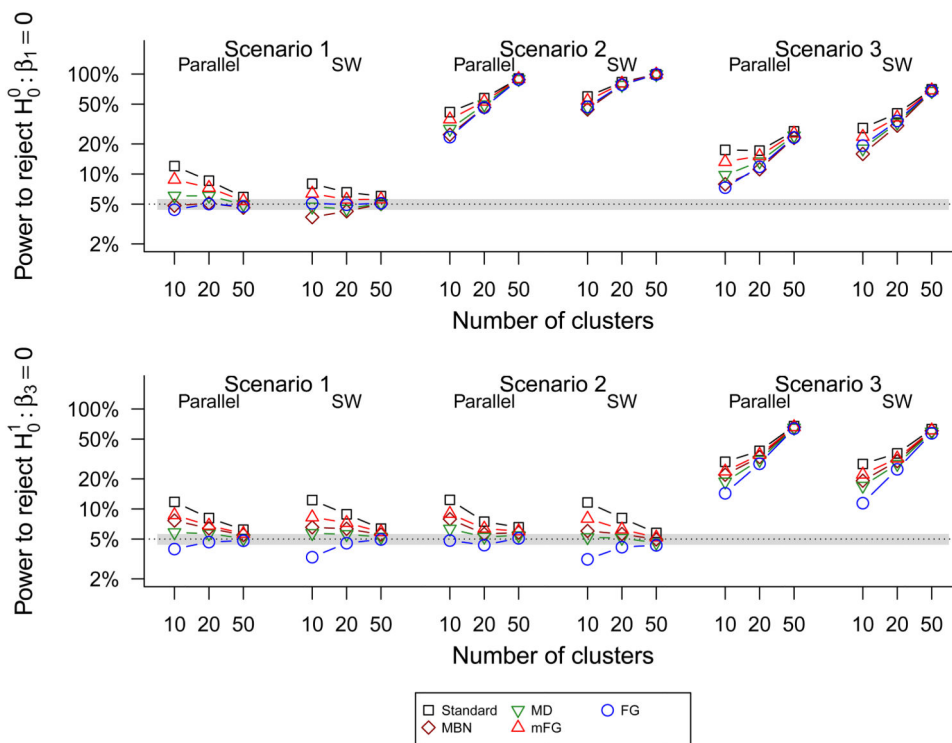 Power to reject H₀⁰ : β₁ = 0
Scenario 1 Scenario 2 Scenario 3
Parallel SW Parallel SW Parallel SW
100%
50%
20%
10%
5%
2%
10 20 50 10 20 50 10 20 50 10 20 50 10 20 50 10 20 50
Number of clusters
Power to reject H₀¹ : β₃ = 0
Scenario 1 Scenario 2 Scenario 3
Parallel SW Parallel SW Parallel SW
100%
50%
20%
10%
5%
2%
10 20 50 10 20 50 10 20 50 10 20 50 10 20 50 10 20 50
Number of clusters
Standard MD FG
MBN mFG